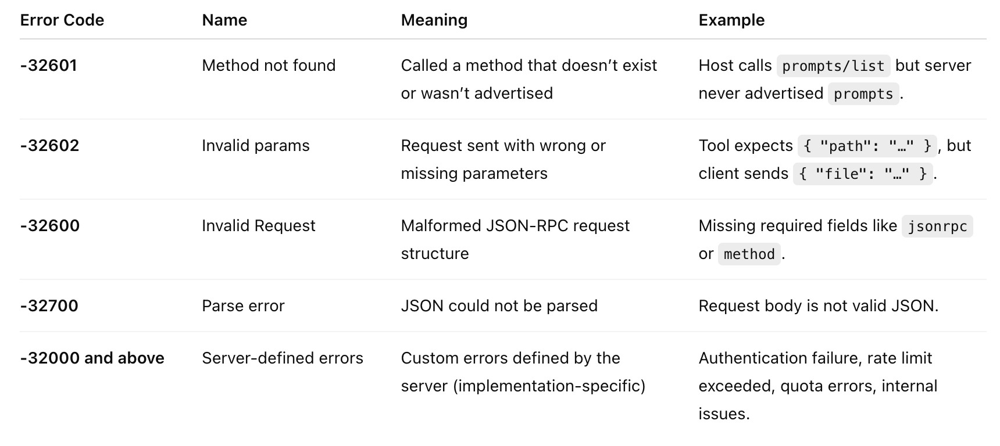 Error Code Name Meaning Example
-32601 Method not found Called a method that doesn’t exist Host calls prompts/list but server
or wasn’t advertised never advertised prompts.
-32602 Invalid params Request sent with wrong or Tool expects { "path": "…" }, but
missing parameters client sends { "file": "…" }.
-32600 Invalid Request Malformed JSON-RPC request Missing required fields like jsonrpc
structure or method.
-32700 Parse error JSON could not be parsed Request body is not valid JSON.
-32000 and above Server-defined errors Custom errors defined by the Authentication failure, rate limit
server (implementation-specific) exceeded, quota errors, internal
issues.